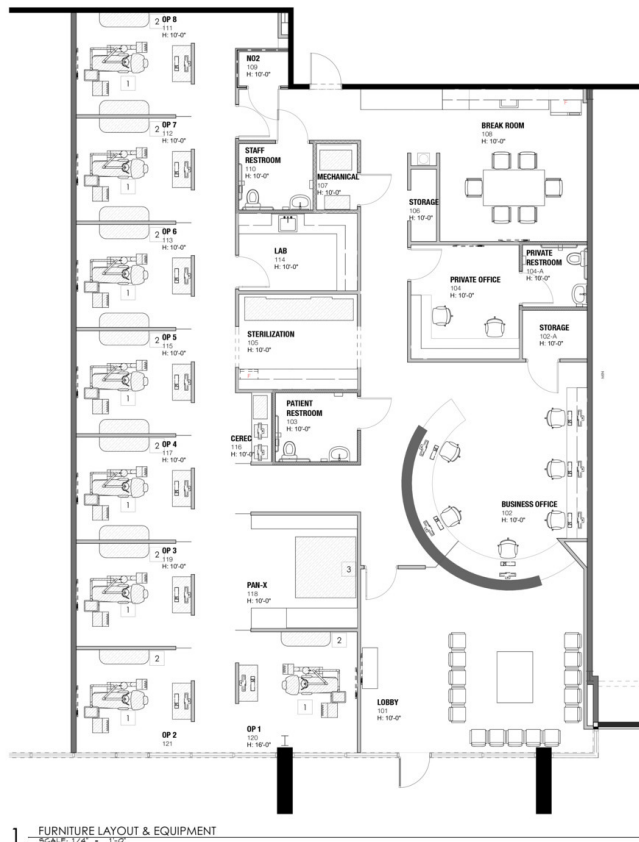 2 OP 8
111
H: 10'-0"
1
NO2
109
H: 10'-0"
2 OP 7
112
H: 10'-0"
1
BREAK ROOM
108
H: 10'-0"
STAFF
RESTROOM
110
H: 10'-0"
MECHANICAL
107
H: 10'-0"
STORAGE
106
H: 10'-0"
2 OP 6
113
H: 10'-0"
1
LAB
114
H: 10'-0"
PRIVATE OFFICE
104
H: 10'-0"
PRIVATE
RESTROOM
104-A
H: 10'-0"
2 OP 5
115
H: 10'-0"
1
STERILIZATION
105
H: 10'-0"
STORAGE
102-A
H: 10'-0"
2 OP 4
117
H: 10'-0"
1
CEREC
116
H: 10'-0"
PATIENT
RESTROOM
103
H: 10'-0"
BUSINESS OFFICE
102
H: 10'-0"
2 OP 3
119
H: 10'-0"
1
PAN-X
118
H: 10'-0"
3
2
1
OP 2
121
2
1
OP 1
120
H: 16'-0"
LOBBY
101
H: 10'-0"
1 FURNITURE LAYOUT & EQUIPMENT
SCALE: 1/4" = 1'-0"